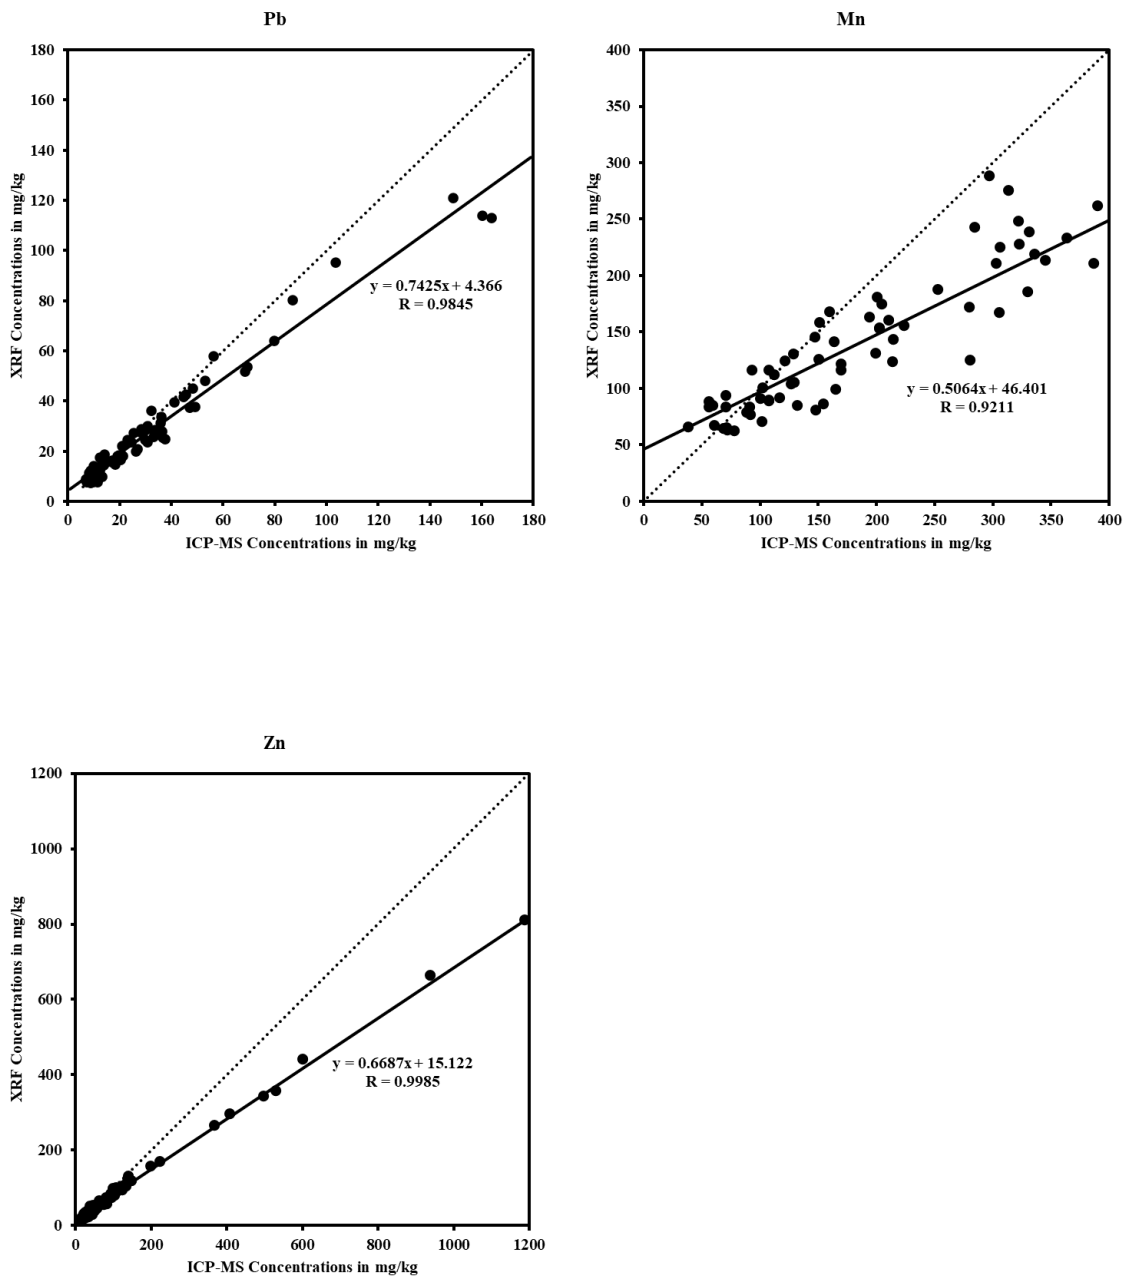 Pb
180
160
140
120
100
80
60
40
20
0
XRF Concentrations in mg/kg
y = 0.7425x + 4.366
R = 0.9845
0 20 40 60 80 100 120 140 160 180
ICP-MS Concentrations in mg/kg
Mn
400
350
300
250
200
150
100
50
0
XRF Concentrations in mg/kg
y = 0.5064x + 46.401
R = 0.9211
0 50 100 150 200 250 300 350 400
ICP-MS Concentrations in mg/kg
Zn
1200
1000
800
600
400
200
0
XRF Concentrations in mg/kg
y = 0.6687x + 15.122
R = 0.9985
0 200 400 600 800 1000 1200
ICP-MS Concentrations in mg/kg